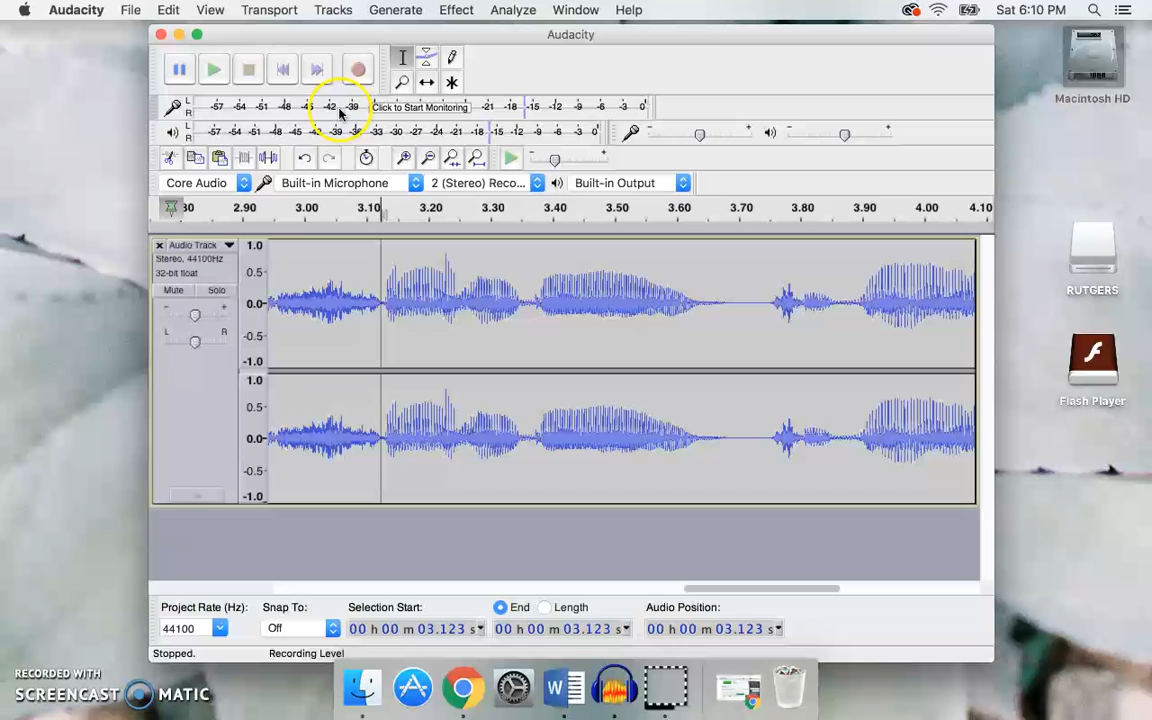 Audacity File Edit View Transport Tracks Generate Effect Analyze Window Help Sat 6:10 PM
Audacity
L R -57 -54 -51 -48 -42 -39 Click to Start Monitoring -21 -18 -15 -12 -9 -6 -3 0
L R -57 -54 -51 -48 -39 -36 -33 -30 -27 -24 -21 -18 -15 -12 -9 -6 -3 0
Core Audio Built-in Microphone 2 (Stereo) Reco... Built-in Output
2.90 3.00 3.10 3.20 3.30 3.40 3.50 3.60 3.70 3.80 3.90 4.00 4.10
Audio Track
Stereo, 44100Hz
32-bit float
Mute Solo
- +
L R
1.0
0.5
0.0
-0.5
-1.0
1.0
0.5
0.0
-0.5
-1.0
Project Rate (Hz): Snap To: Selection Start: End Length Audio Position:
44100 Off 00 h 00 m 03.123 s 00 h 00 m 03.123 s 00 h 00 m 03.123 s
Stopped. Recording Level
Macintosh HD
RUTGERS
Flash Player
RECORDED WITH
SCREENCAST MATIC